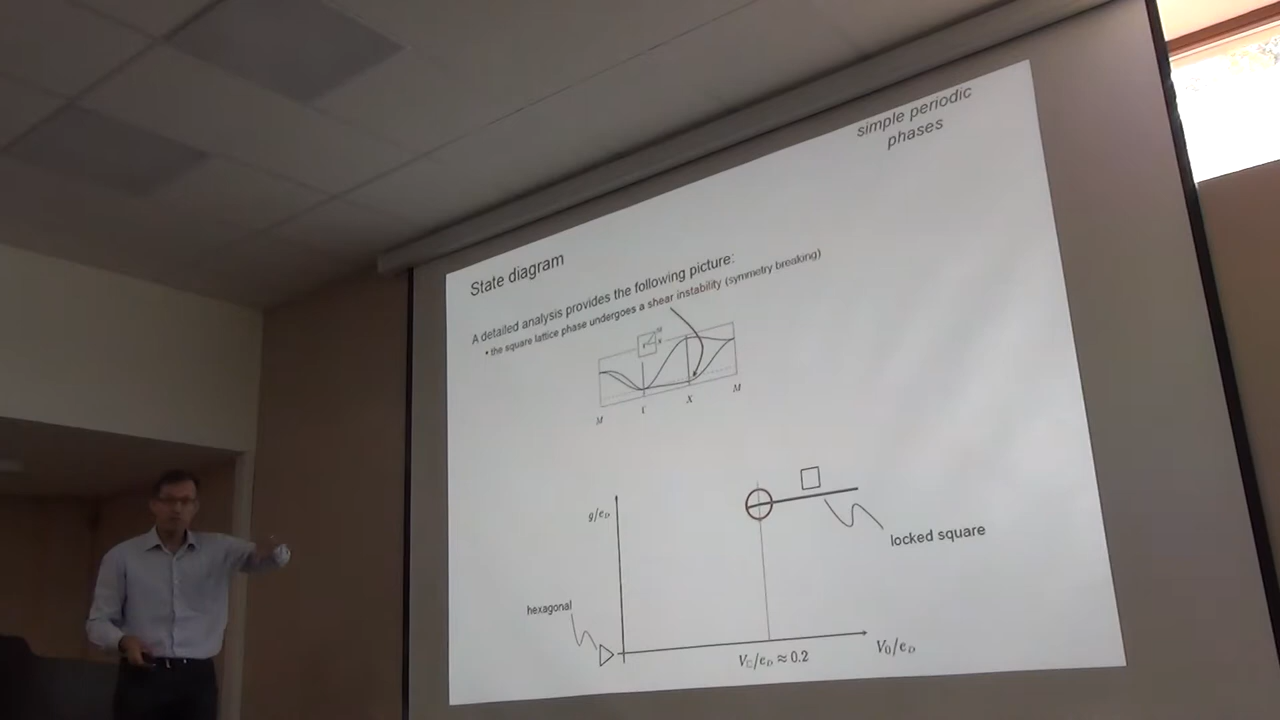 simple periodic
phases
State diagram
A detailed analysis provides the following picture:
• the square lattice phase undergoes a shear instability (symmetry breaking)
M
Γ
X
M
g/e_D
locked square
hexagonal
V_C/e_D ≈ 0.2
V_0/e_D